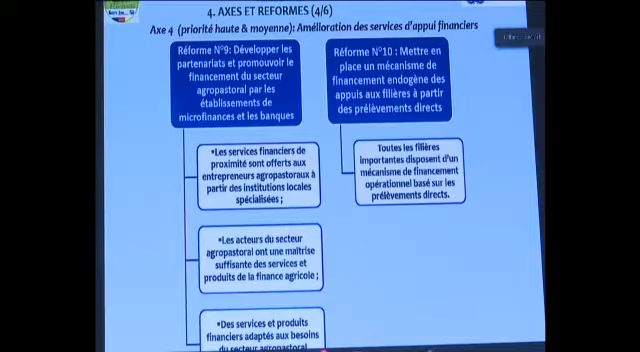 4. AXES ET REFORMES (4/6)
Axe 4 (priorité haute & moyenne): Amélioration des services d'appui financiers
Réforme N°9: Développer les
partenariats et promouvoir le
financement du secteur
agropastoral par les
établissements de
microfinances et les banques
Réforme N°10 : Mettre en
place un mécanisme de
financement endogène des
appuis aux filières à partir
des prélèvements directs
•Les services financiers de
proximité sont offerts aux
entrepreneurs agropastoraux à
partir des institutions locales
spécialisées ;
Toutes les filières
importantes disposent d'un
mécanisme de financement
opérationnel basé sur les
prélèvements directs.
•Les acteurs du secteur
agropastoral ont une maîtrise
suffisante des services et
produits de la finance agricole ;
•Des services et produits
financiers adaptés aux besoins
du secteur agropastoral